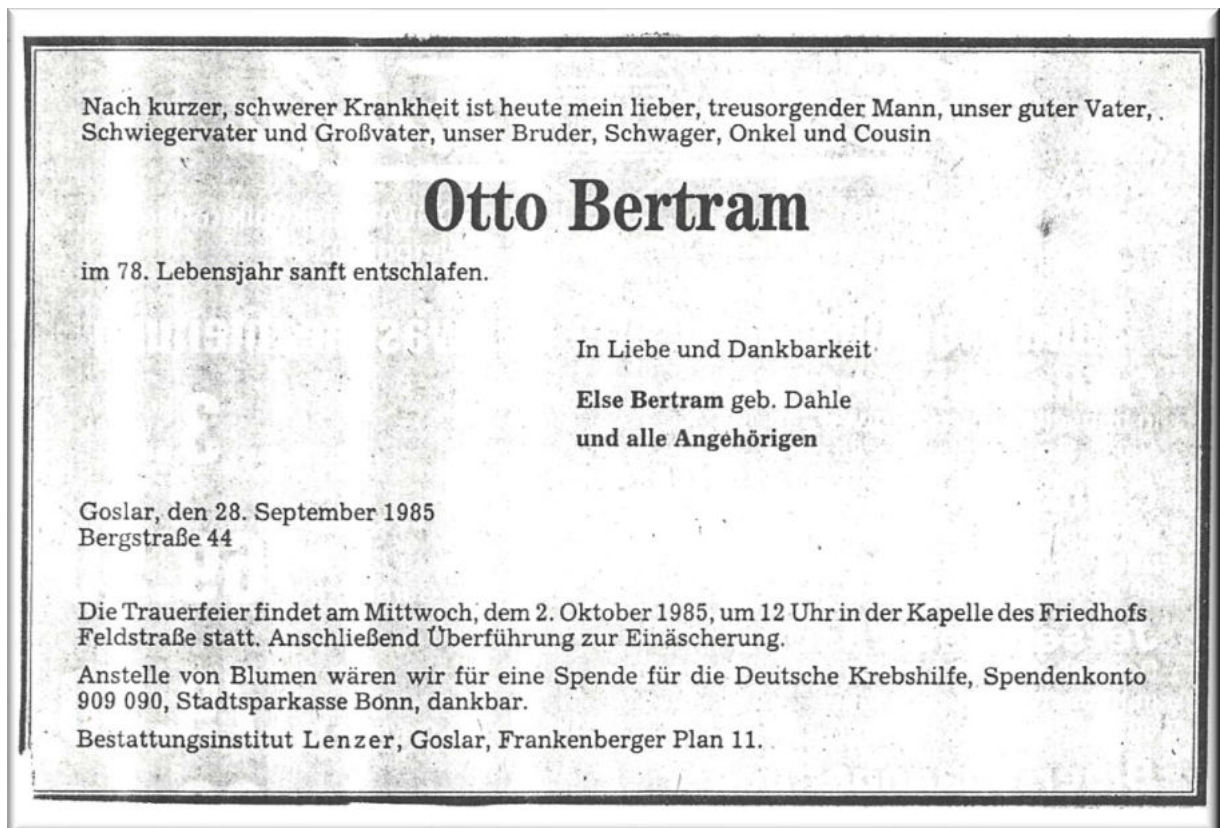 Nach kurzer, schwerer Krankheit ist heute mein lieber, treusorgender Mann, unser guter Vater,
Schwiegervater und Großvater, unser Bruder, Schwager, Onkel und Cousin
Otto Bertram
im 78. Lebensjahr sanft entschlafen.
In Liebe und Dankbarkeit
Else Bertram geb. Dahle
und alle Angehörigen
Goslar, den 28. September 1985
Bergstraße 44
Die Trauerfeier findet am Mittwoch, dem 2. Oktober 1985, um 12 Uhr in der Kapelle des Friedhofs
Feldstraße statt. Anschließend Überführung zur Einäscherung.
Anstelle von Blumen wären wir für eine Spende für die Deutsche Krebshilfe, Spendenkonto
909 090, Stadtsparkasse Bonn, dankbar.
Bestattungsinstitut Lenzer, Goslar, Frankenberger Plan 11.